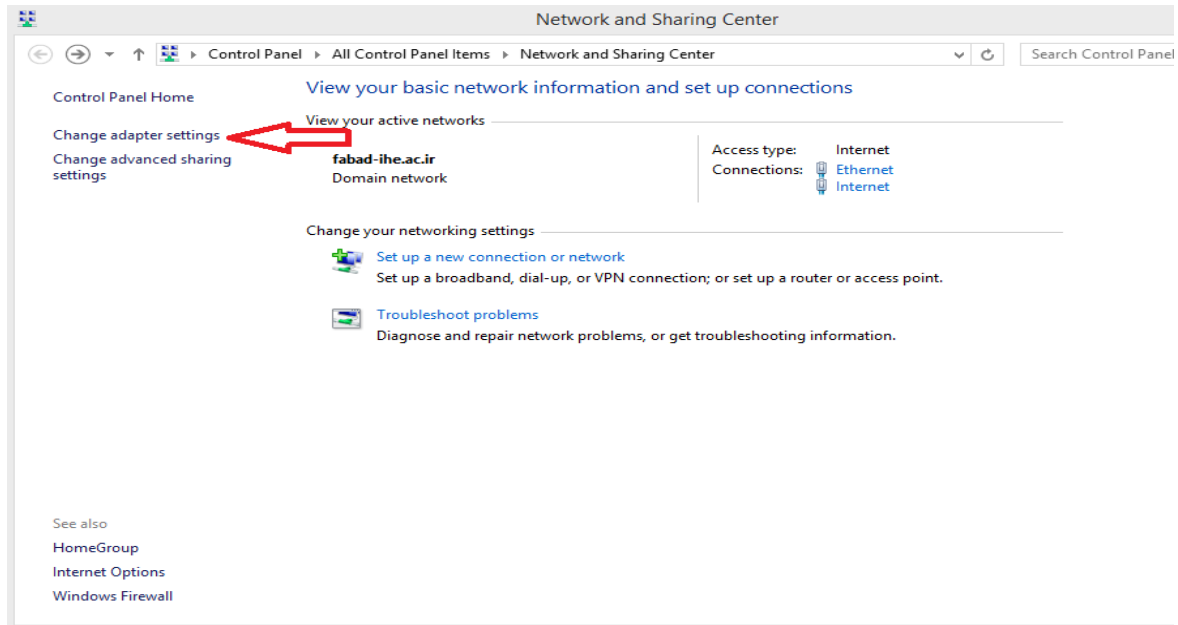 Network and Sharing Center
Control Panel ▸ All Control Panel Items ▸ Network and Sharing Center
Search Control Panel
Control Panel Home
Change adapter settings
Change advanced sharing
settings
View your basic network information and set up connections
View your active networks
fabad-ihe.ac.ir
Domain network
Access type: Internet
Connections: Ethernet
Internet
Change your networking settings
Set up a new connection or network
Set up a broadband, dial-up, or VPN connection; or set up a router or access point.
Troubleshoot problems
Diagnose and repair network problems, or get troubleshooting information.
See also
HomeGroup
Internet Options
Windows Firewall